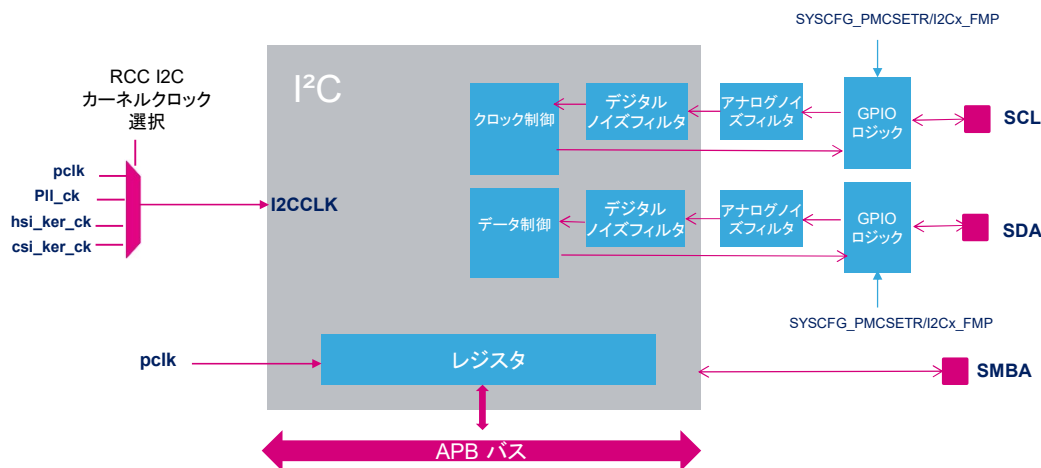 SYSCFG_PMCSETR/I2Cx_FMP
RCC I2C
カーネルクロック
選択
I²C
クロック制御
デジタル
ノイズフィルタ
アナログノイ
ズフィルタ
GPIO
ロジック
SCL
pclk
Pll_ck
hsi_ker_ck
csi_ker_ck
I2CCLK
データ制御
デジタル
ノイズフィルタ
アナログノイ
ズフィルタ
GPIO
ロジック
SDA
SYSCFG_PMCSETR/I2Cx_FMP
pclk
レジスタ
SMBA
APB バス